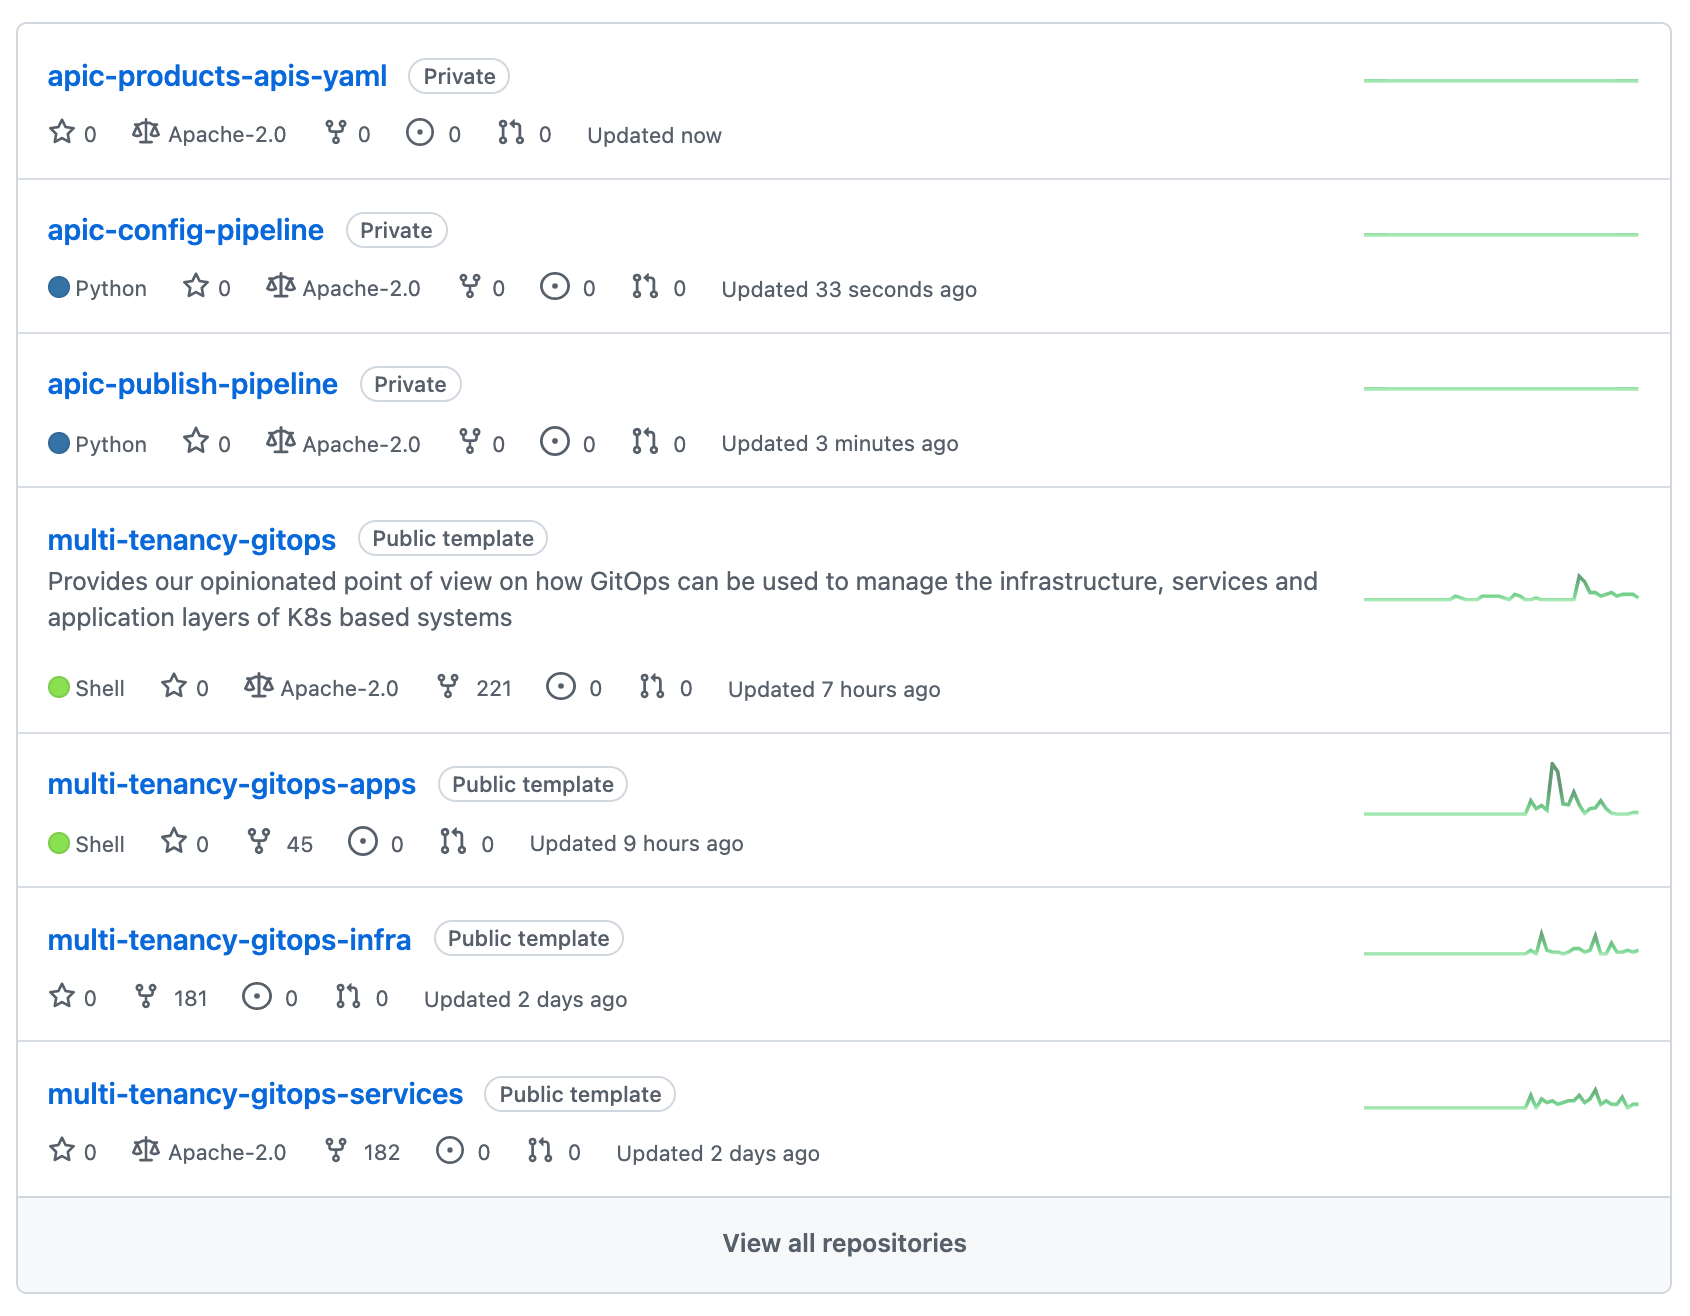 apic-products-apis-yaml Private
0 Apache-2.0 0 0 0 Updated now
apic-config-pipeline Private
Python 0 Apache-2.0 0 0 0 Updated 33 seconds ago
apic-publish-pipeline Private
Python 0 Apache-2.0 0 0 0 Updated 3 minutes ago
multi-tenancy-gitops Public template
Provides our opinionated point of view on how GitOps can be used to manage the infrastructure, services and
application layers of K8s based systems
Shell 0 Apache-2.0 221 0 0 Updated 7 hours ago
multi-tenancy-gitops-apps Public template
Shell 0 45 0 0 Updated 9 hours ago
multi-tenancy-gitops-infra Public template
0 181 0 0 Updated 2 days ago
multi-tenancy-gitops-services Public template
0 Apache-2.0 182 0 0 Updated 2 days ago
View all repositories